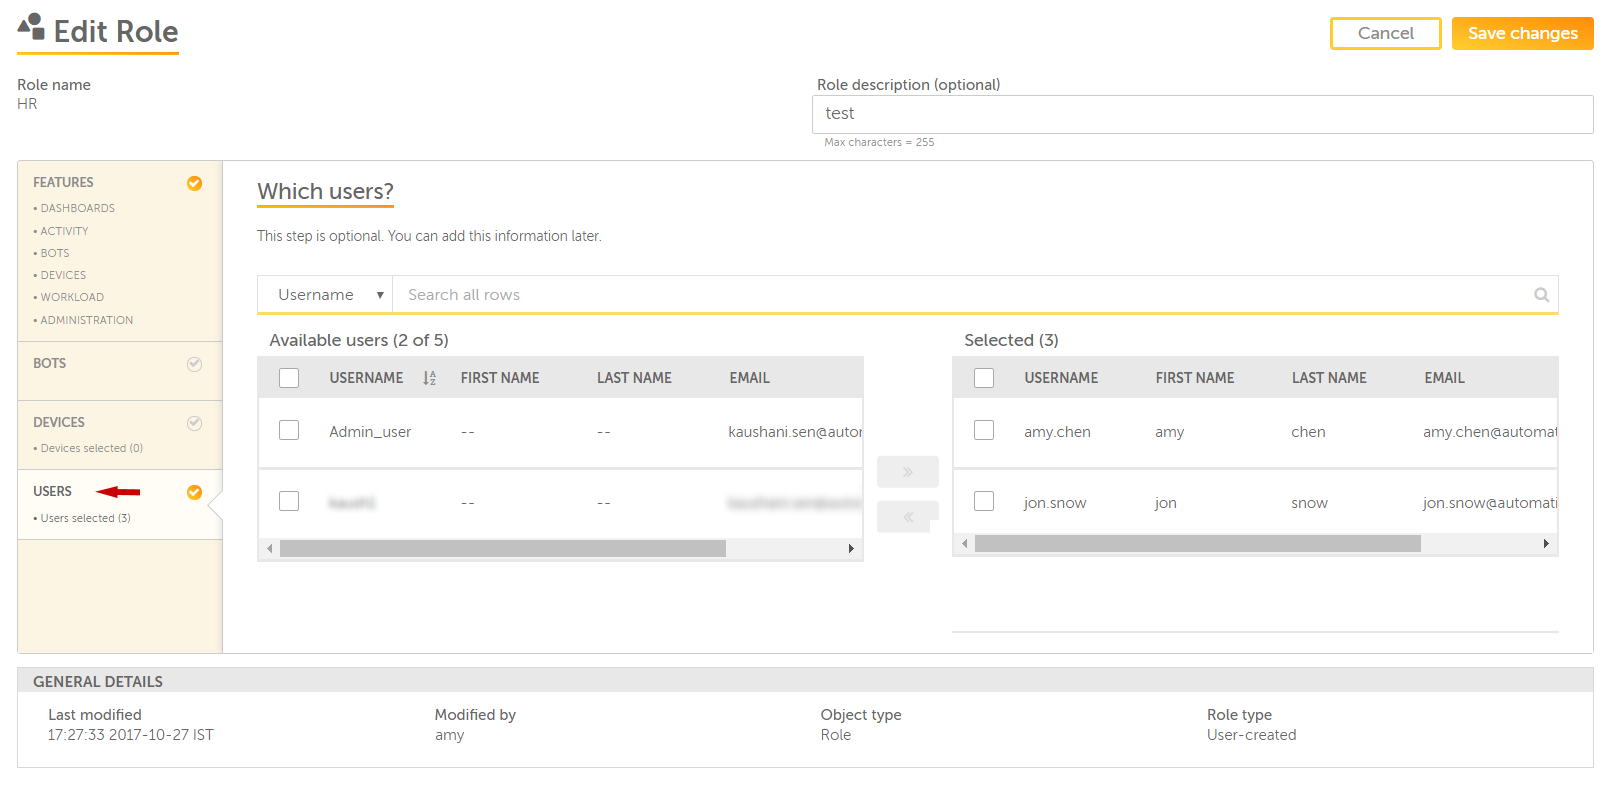 Edit Role
Cancel
Save changes
Role name
HR
Role description (optional)
test
Max characters = 255
FEATURES
• DASHBOARDS
• ACTIVITY
• BOTS
• DEVICES
• WORKLOAD
• ADMINISTRATION
BOTS
DEVICES
• Devices selected (0)
USERS
• Users selected (3)
Which users?
This step is optional. You can add this information later.
Username
Search all rows
Available users (2 of 5)
USERNAME FIRST NAME LAST NAME EMAIL
Admin_user -- -- kaushani.sen@autor
-- --
Selected (3)
USERNAME FIRST NAME LAST NAME EMAIL
amy.chen amy chen amy.chen@automat
jon.snow jon snow jon.snow@automati
GENERAL DETAILS
Last modified
17:27:33 2017-10-27 IST
Modified by
amy
Object type
Role
Role type
User-created